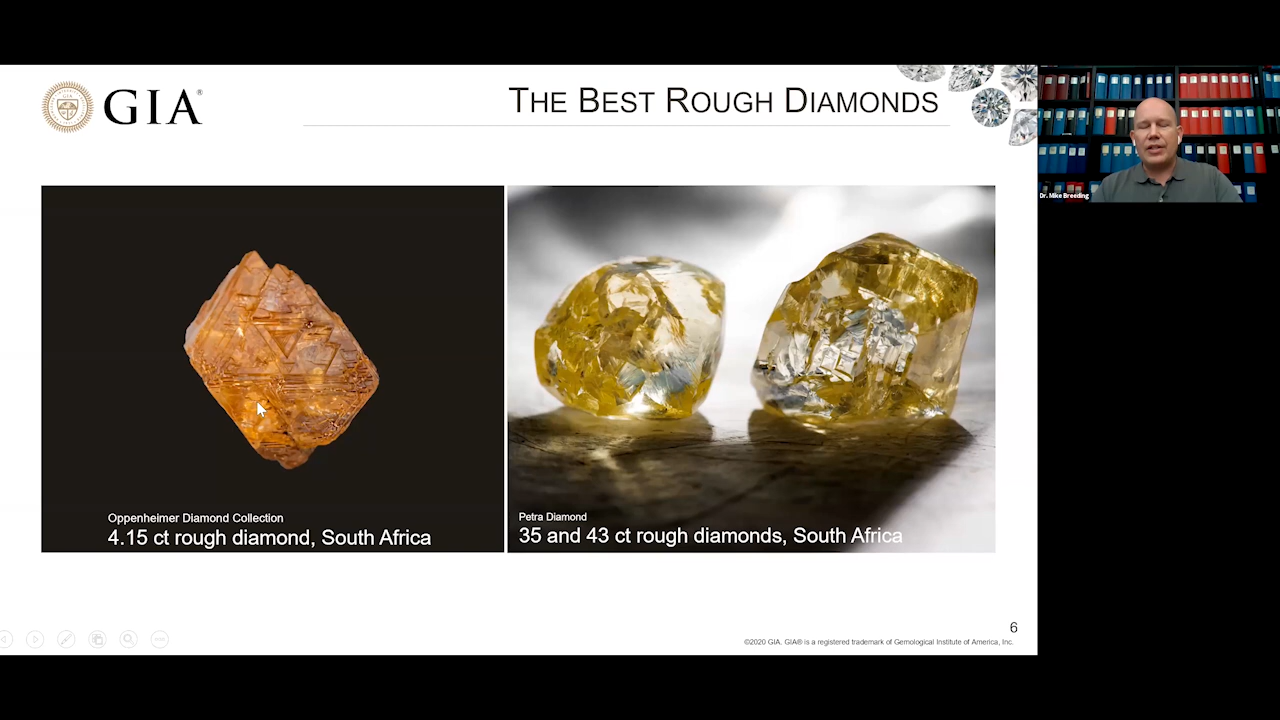 GIA®
THE BEST ROUGH DIAMONDS
Dr. Mike Breeding
Oppenheimer Diamond Collection
4.15 ct rough diamond, South Africa
Petra Diamond
35 and 43 ct rough diamonds, South Africa
6
©2020 GIA. GIA® is a registered trademark of Gemological Institute of America, Inc.